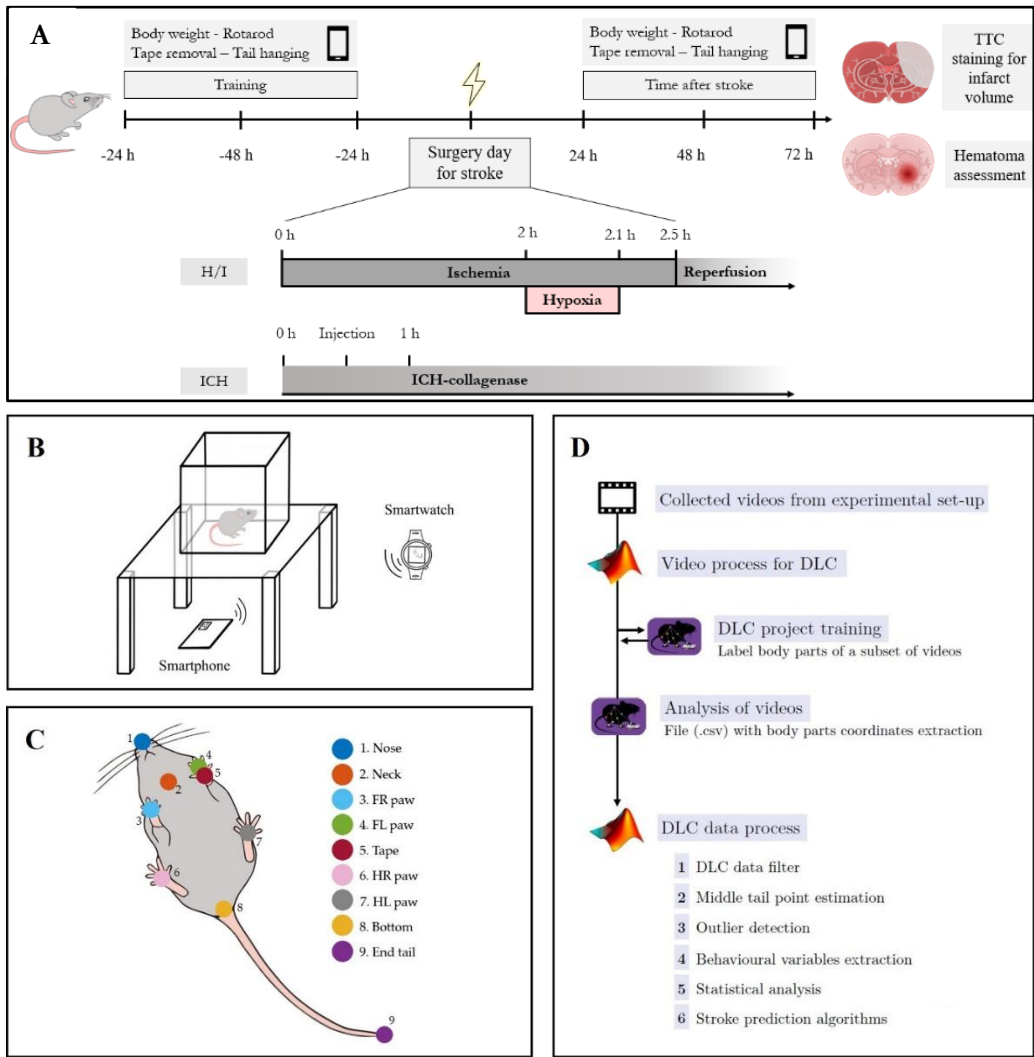 A
Body weight - Rotarod
Tape removal – Tail hanging
Training
Body weight - Rotarod
Tape removal – Tail hanging
Time after stroke
TTC
staining for
infarct
volume
-24 h
-48 h
-24 h
Surgery day
for stroke
24 h
48 h
72 h
Hematoma
assessment
0 h
2 h
2.1 h
2.5 h
H/I
Ischemia
Reperfusion
Hypoxia
0 h
Injection
1 h
ICH
ICH-collagenase
B
Smartwatch
Smartphone
C
1
2
3
4
5
6
7
8
9
1. Nose
2. Neck
3. FR paw
4. FL paw
5. Tape
6. HR paw
7. HL paw
8. Bottom
9. End tail
D
Collected videos from experimental set-up
Video process for DLC
DLC project training
Label body parts of a subset of videos
Analysis of videos
File (.csv) with body parts coordinates extraction
DLC data process
1 DLC data filter
2 Middle tail point estimation
3 Outlier detection
4 Behavioural variables extraction
5 Statistical analysis
6 Stroke prediction algorithms